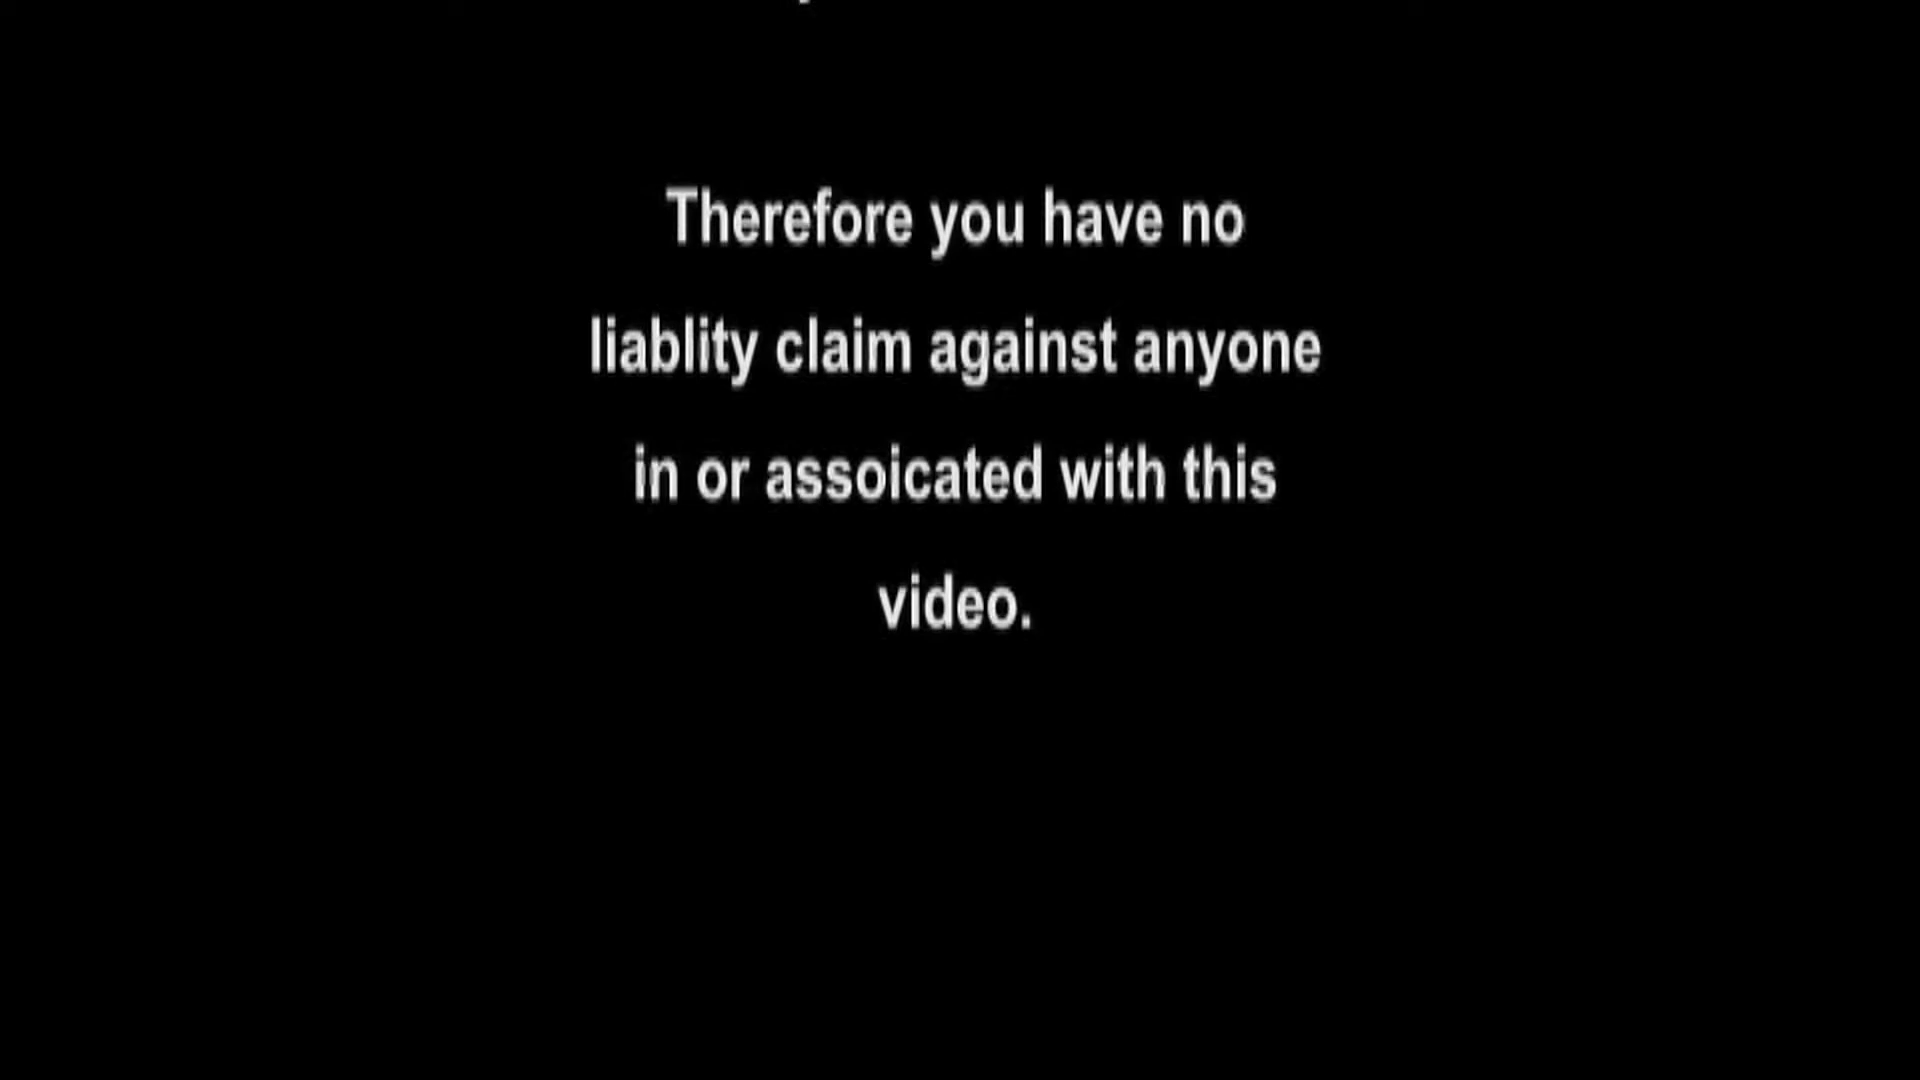 Therefore you have no
liablity claim against anyone
in or assoicated with this
video.